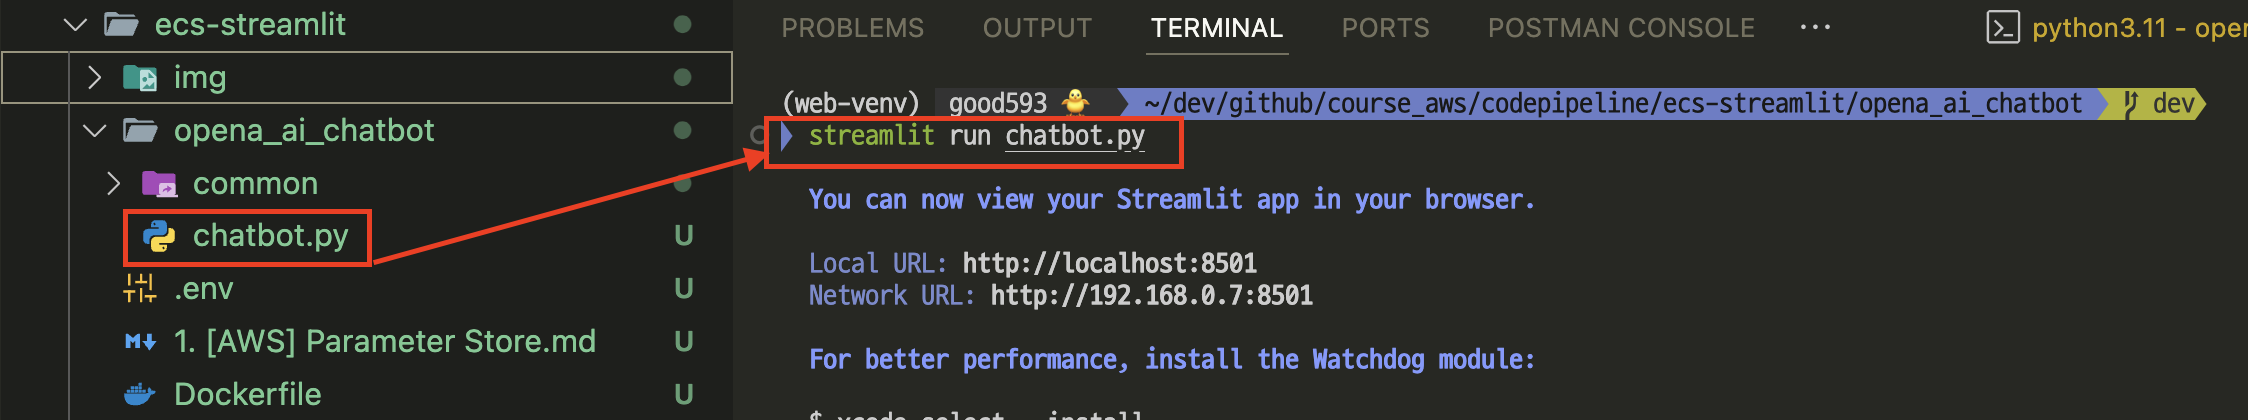 ecs-streamlit
img
opena_ai_chatbot
common
chatbot.py U
.env U
1. [AWS] Parameter Store.md U
Dockerfile U
PROBLEMS OUTPUT TERMINAL PORTS POSTMAN CONSOLE ···
python3.11 -
(web-venv) good593 ~/dev/github/course_aws/codepipeline/ecs-streamlit/opena_ai_chatbot dev
streamlit run chatbot.py
You can now view your Streamlit app in your browser.
Local URL: http://localhost:8501
Network URL: http://192.168.0.7:8501
For better performance, install the Watchdog module:
$ xcode-select --install